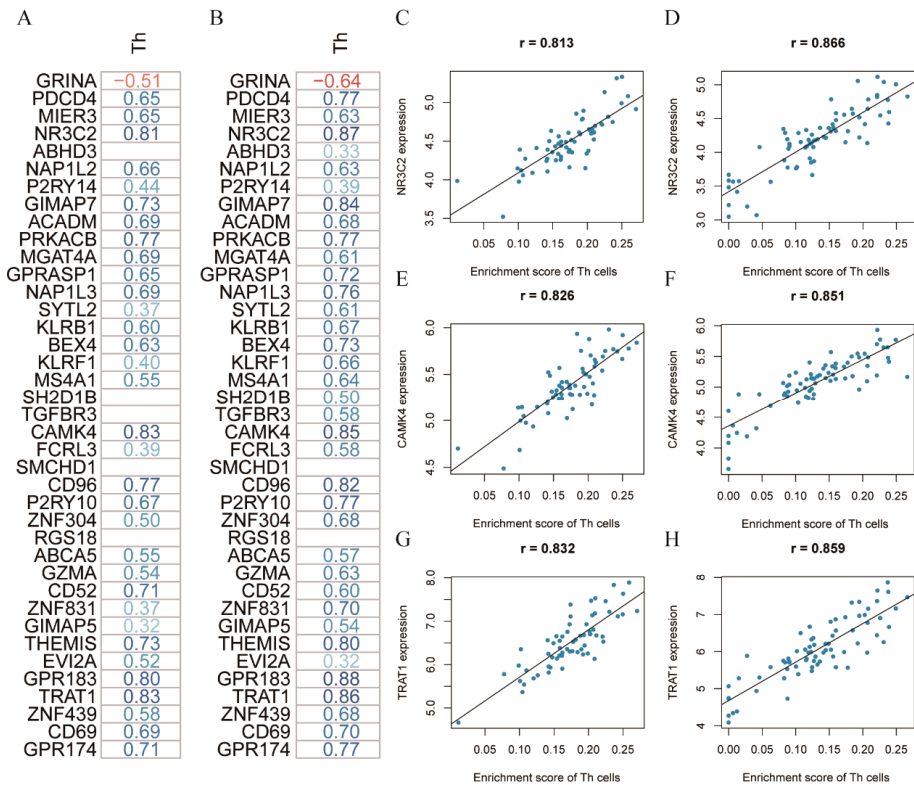 A
Th
GRINA −0.51
PDCD4 0.65
MIER3 0.65
NR3C2 0.81
ABHD3
NAP1L2 0.66
P2RY14 0.44
GIMAP7 0.73
ACADM 0.69
PRKACB 0.77
MGAT4A 0.69
GPRASP1 0.65
NAP1L3 0.69
SYTL2 0.37
KLRB1 0.60
BEX4 0.63
KLRF1 0.40
MS4A1 0.55
SH2D1B
TGFBR3
CAMK4 0.83
FCRL3 0.39
SMCHD1
CD96 0.77
P2RY10 0.67
ZNF304 0.50
RGS18
ABCA5 0.55
GZMA 0.54
CD52 0.71
ZNF831 0.37
GIMAP5 0.32
THEMIS 0.73
EVI2A 0.52
GPR183 0.80
TRAT1 0.83
ZNF439 0.58
CD69 0.69
GPR174 0.71
B
Th
GRINA −0.64
PDCD4 0.77
MIER3 0.63
NR3C2 0.87
ABHD3 0.33
NAP1L2 0.63
P2RY14 0.39
GIMAP7 0.84
ACADM 0.68
PRKACB 0.77
MGAT4A 0.61
GPRASP1 0.72
NAP1L3 0.76
SYTL2 0.61
KLRB1 0.67
BEX4 0.73
KLRF1 0.66
MS4A1 0.64
SH2D1B 0.50
TGFBR3 0.58
CAMK4 0.85
FCRL3 0.58
SMCHD1
CD96 0.82
P2RY10 0.77
ZNF304 0.68
RGS18
ABCA5 0.57
GZMA 0.63
CD52 0.60
ZNF831 0.70
GIMAP5 0.54
THEMIS 0.80
EVI2A 0.32
GPR183 0.88
TRAT1 0.86
ZNF439 0.68
CD69 0.70
GPR174 0.77
C
r = 0.813
NR3C2 expression
5.0
4.5
4.0
3.5
0.05 0.10 0.15 0.20 0.25
Enrichment score of Th cells
D
r = 0.866
NR3C2 expression
5.0
4.5
4.0
3.5
3.0
0.00 0.05 0.10 0.15 0.20 0.25
Enrichment score of Th cells
E
r = 0.826
CAMK4 expression
6.0
5.5
5.0
4.5
0.05 0.10 0.15 0.20 0.25
Enrichment score of Th cells
F
r = 0.851
CAMK4 expression
6.0
5.5
5.0
4.5
4.0
0.00 0.05 0.10 0.15 0.20 0.25
Enrichment score of Th cells
G
r = 0.832
TRAT1 expression
8.0
7.0
6.0
5.0
0.05 0.10 0.15 0.20 0.25
Enrichment score of Th cells
H
r = 0.859
TRAT1 expression
8
7
6
5
4
0.00 0.05 0.10 0.15 0.20 0.25
Enrichment score of Th cells